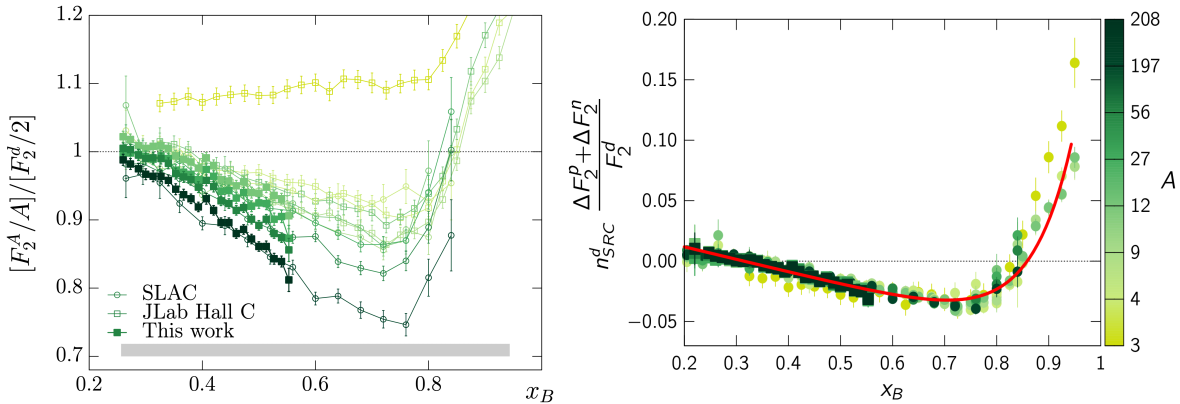 1.2
1.1
1
0.9
0.8
0.7
[F_2^A/A]/[F_2^d/2]
SLAC
JLab Hall C
This work
0.2 0.4 0.6 0.8 x_B
0.20
0.15
0.10
0.05
0.00
−0.05
n_{SRC}^d \frac{ΔF_2^p+ΔF_2^n}{F_2^d}
0.2 0.3 0.4 0.5 0.6 0.7 0.8 0.9 1
x_B
208
197
56
27
12
9
4
3
A